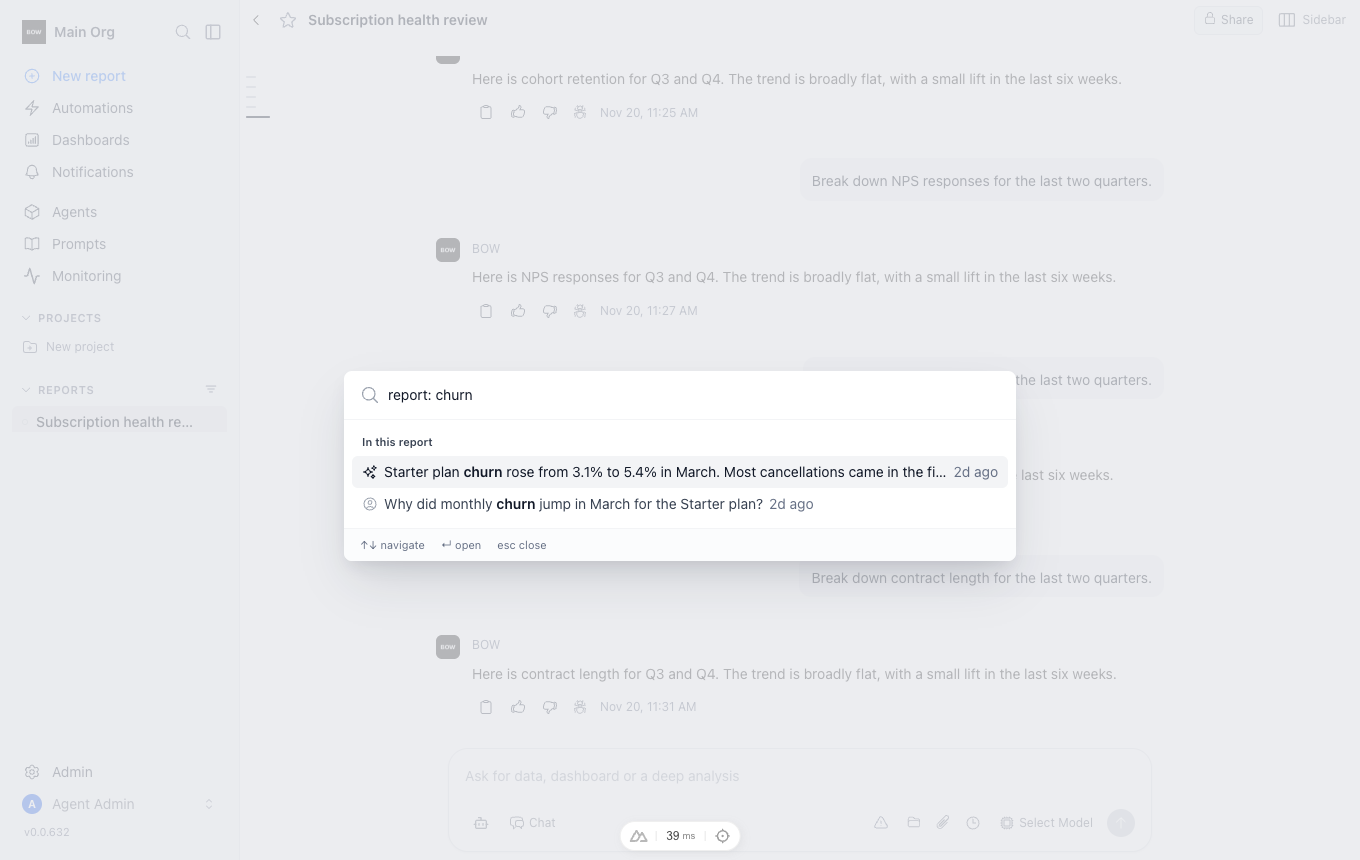 BOW Main Org
New report
Automations
Dashboards
Notifications
Agents
Prompts
Monitoring
PROJECTS
New project
REPORTS
Subscription health re...
Admin
A Agent Admin
v0.0.632
Subscription health review
Share
Sidebar
Here is cohort retention for Q3 and Q4. The trend is broadly flat, with a small lift in the last six weeks.
Nov 20, 11:25 AM
Break down NPS responses for the last two quarters.
BOW BOW
Here is NPS responses for Q3 and Q4. The trend is broadly flat, with a small lift in the last six weeks.
Nov 20, 11:27 AM
the last two quarters.
report: churn
In this report
Starter plan churn rose from 3.1% to 5.4% in March. Most cancellations came in the fi... 2d ago
Why did monthly churn jump in March for the Starter plan? 2d ago
↑↓ navigate ↵ open esc close
last six weeks.
Break down contract length for the last two quarters.
BOW BOW
Here is contract length for Q3 and Q4. The trend is broadly flat, with a small lift in the last six weeks.
Nov 20, 11:31 AM
Ask for data, dashboard or a deep analysis
Chat
Select Model
39 ms